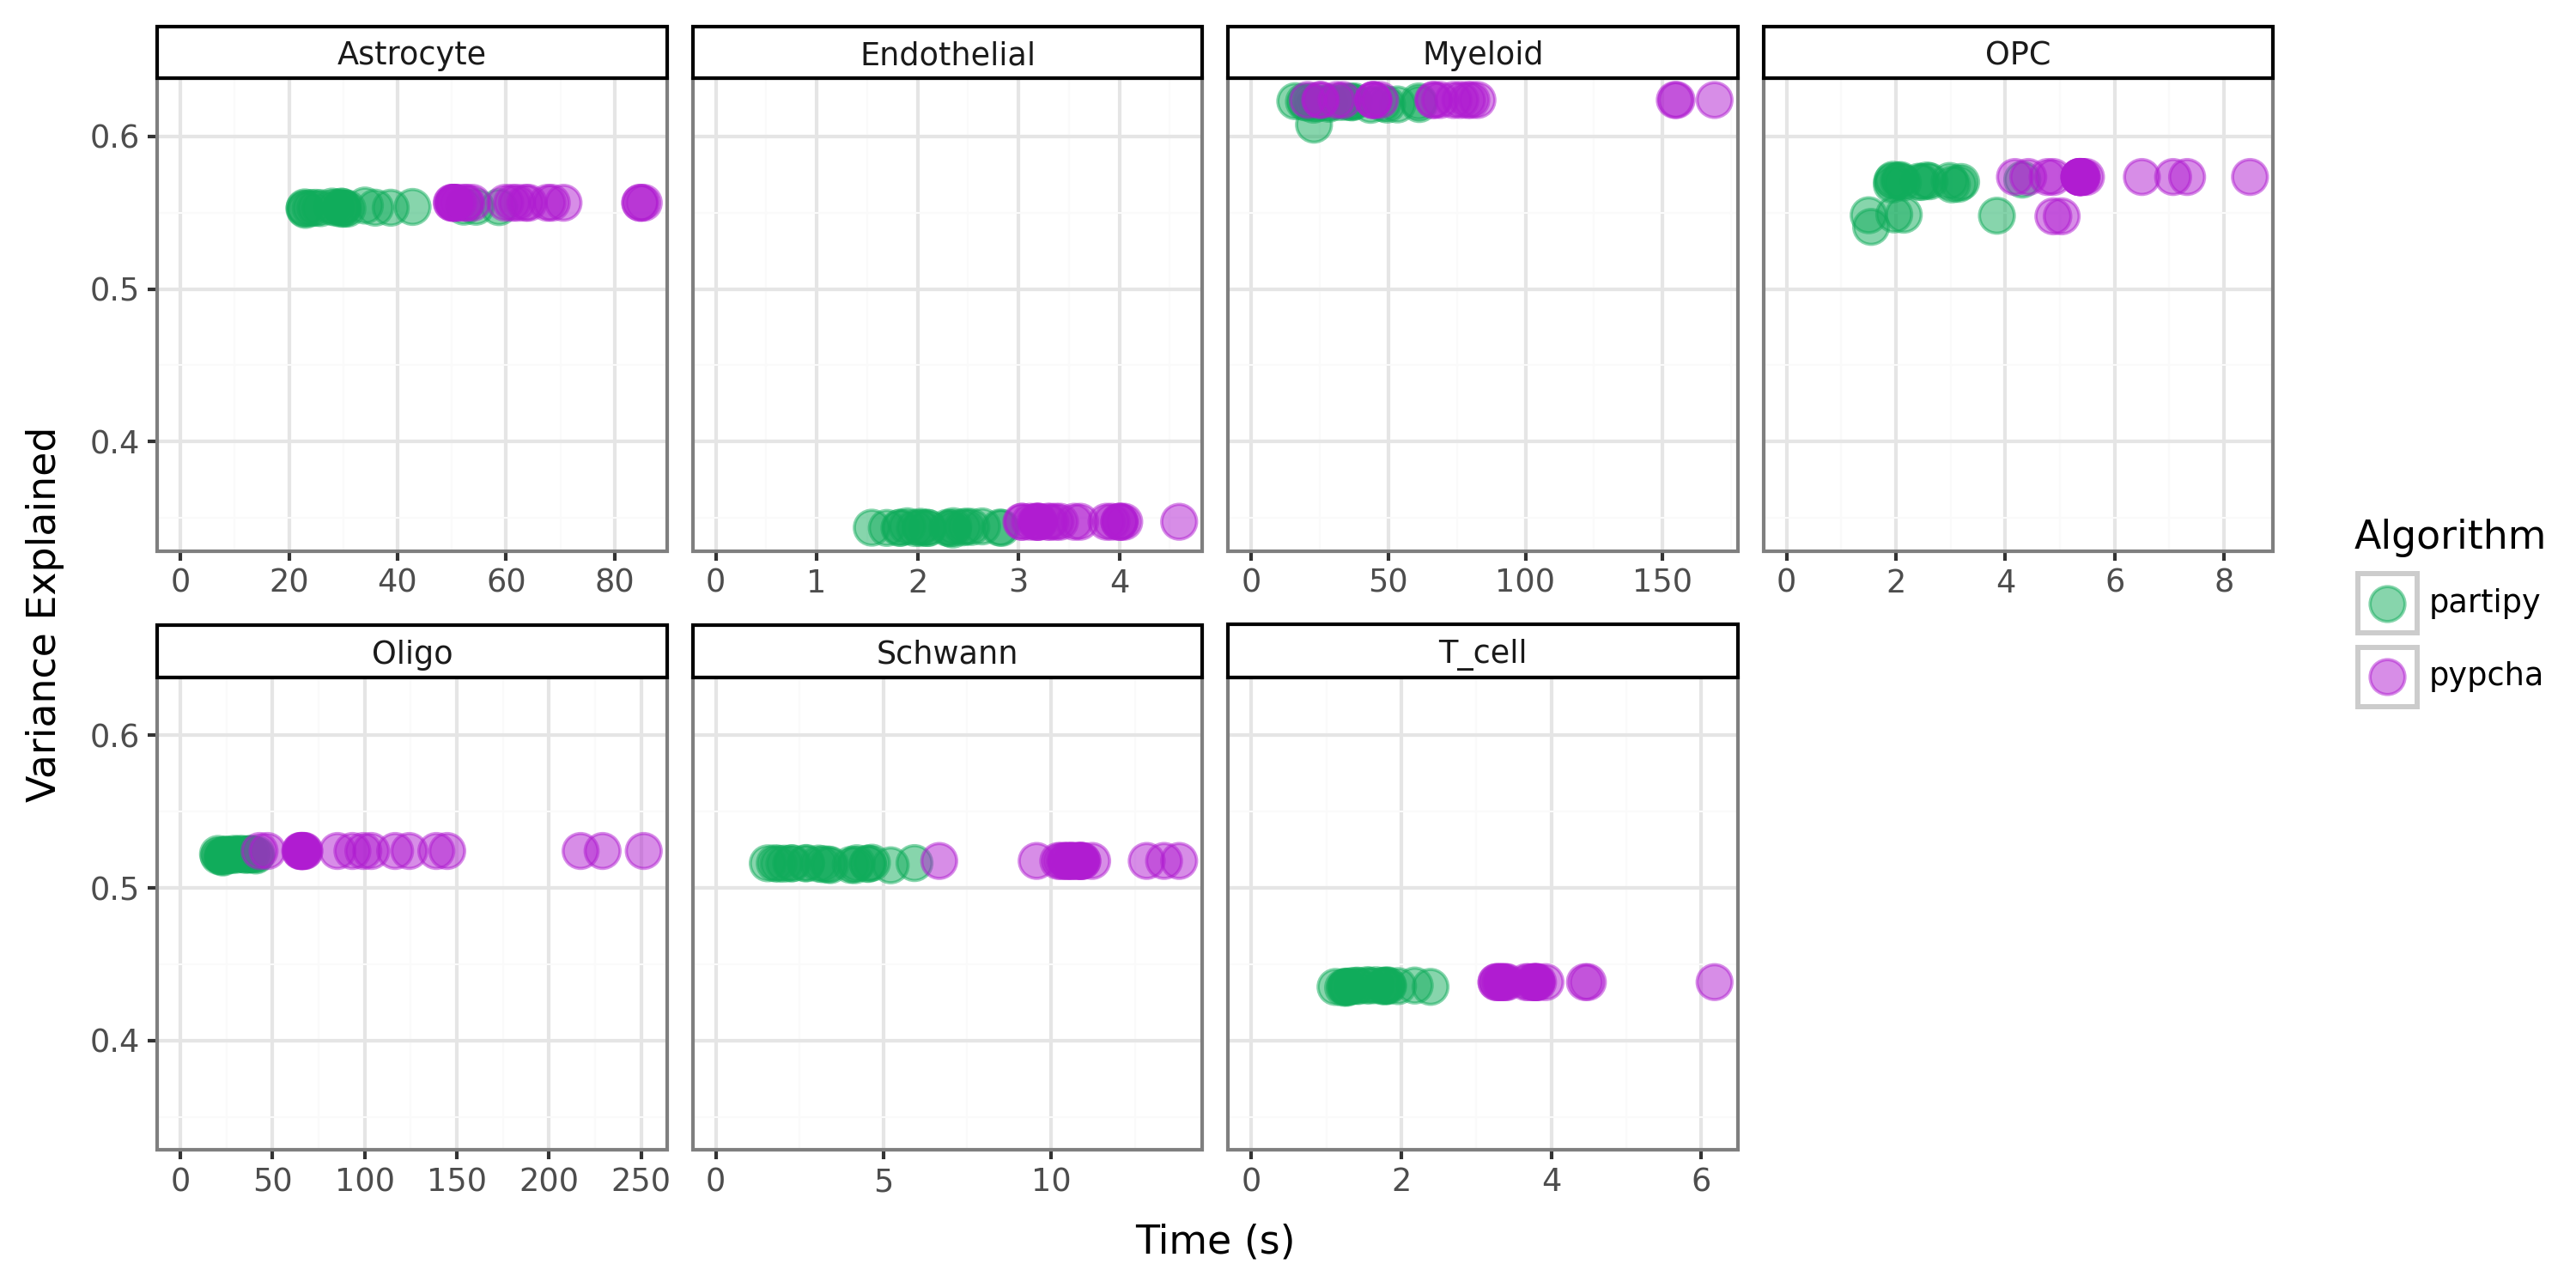 Astrocyte
Endothelial
Myeloid
OPC
0.6
0.5
0.4
0 20 40 60 80
0 1 2 3 4
0 50 100 150
0 2 4 6 8
Variance Explained
Algorithm
partipy
pypcha
Oligo
Schwann
T_cell
0.6
0.5
0.4
0 50 100 150 200 250
0 5 10
0 2 4 6
Time (s)